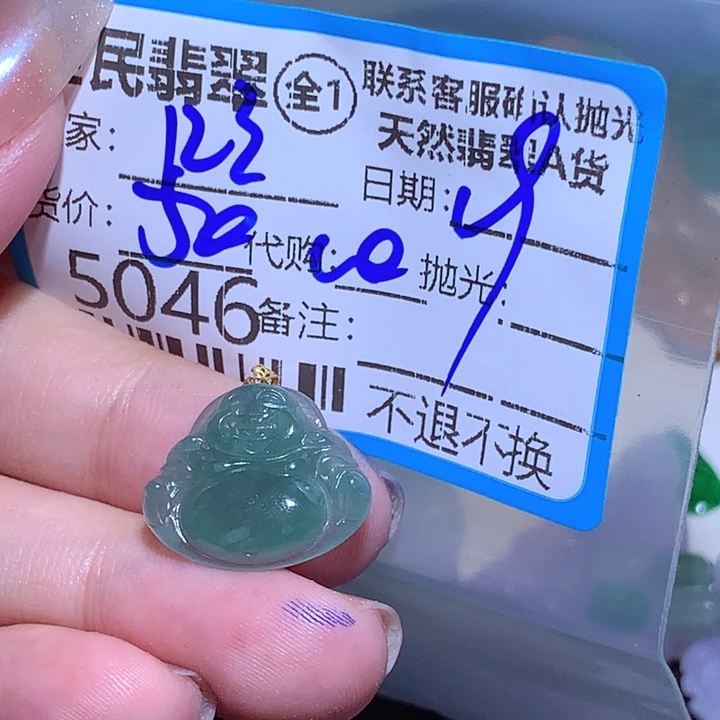 民翡翠 全1 联系客服确认抛光
天然翡翠A货
家: 日期:
货价: 50 代购: 抛光:
5046 备注:
不退不换